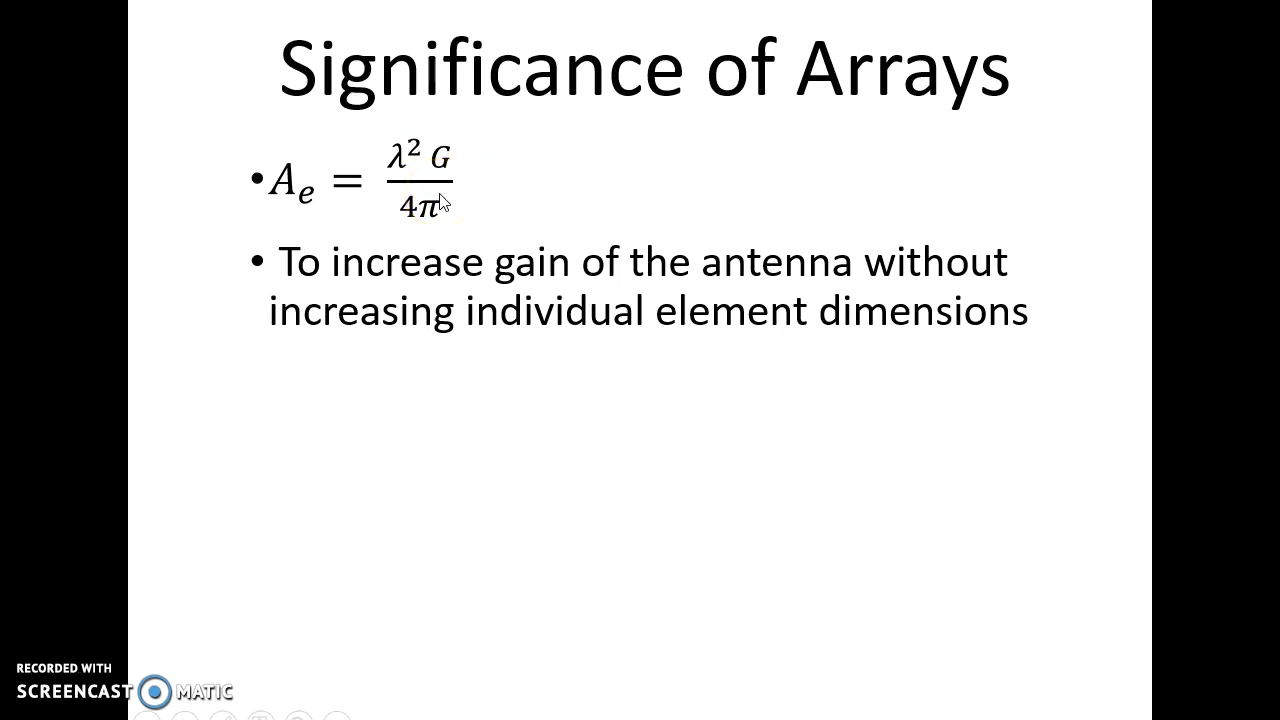 Significance of Arrays
• A_e = λ² G / 4π
• To increase gain of the antenna without
increasing individual element dimensions
RECORDED WITH
SCREENCAST MATIC